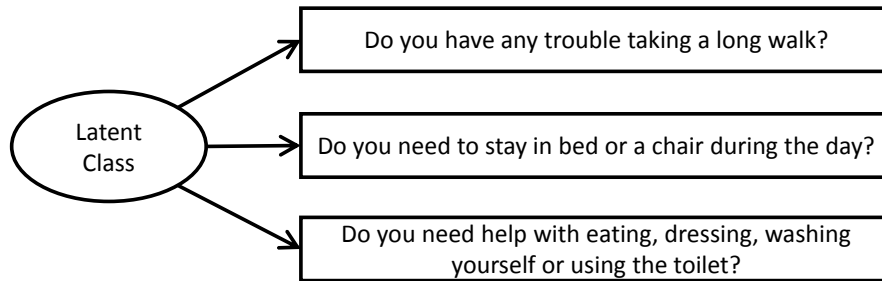 Do you have any trouble taking a long walk?
Latent
Class
Do you need to stay in bed or a chair during the day?
Do you need help with eating, dressing, washing
yourself or using the toilet?